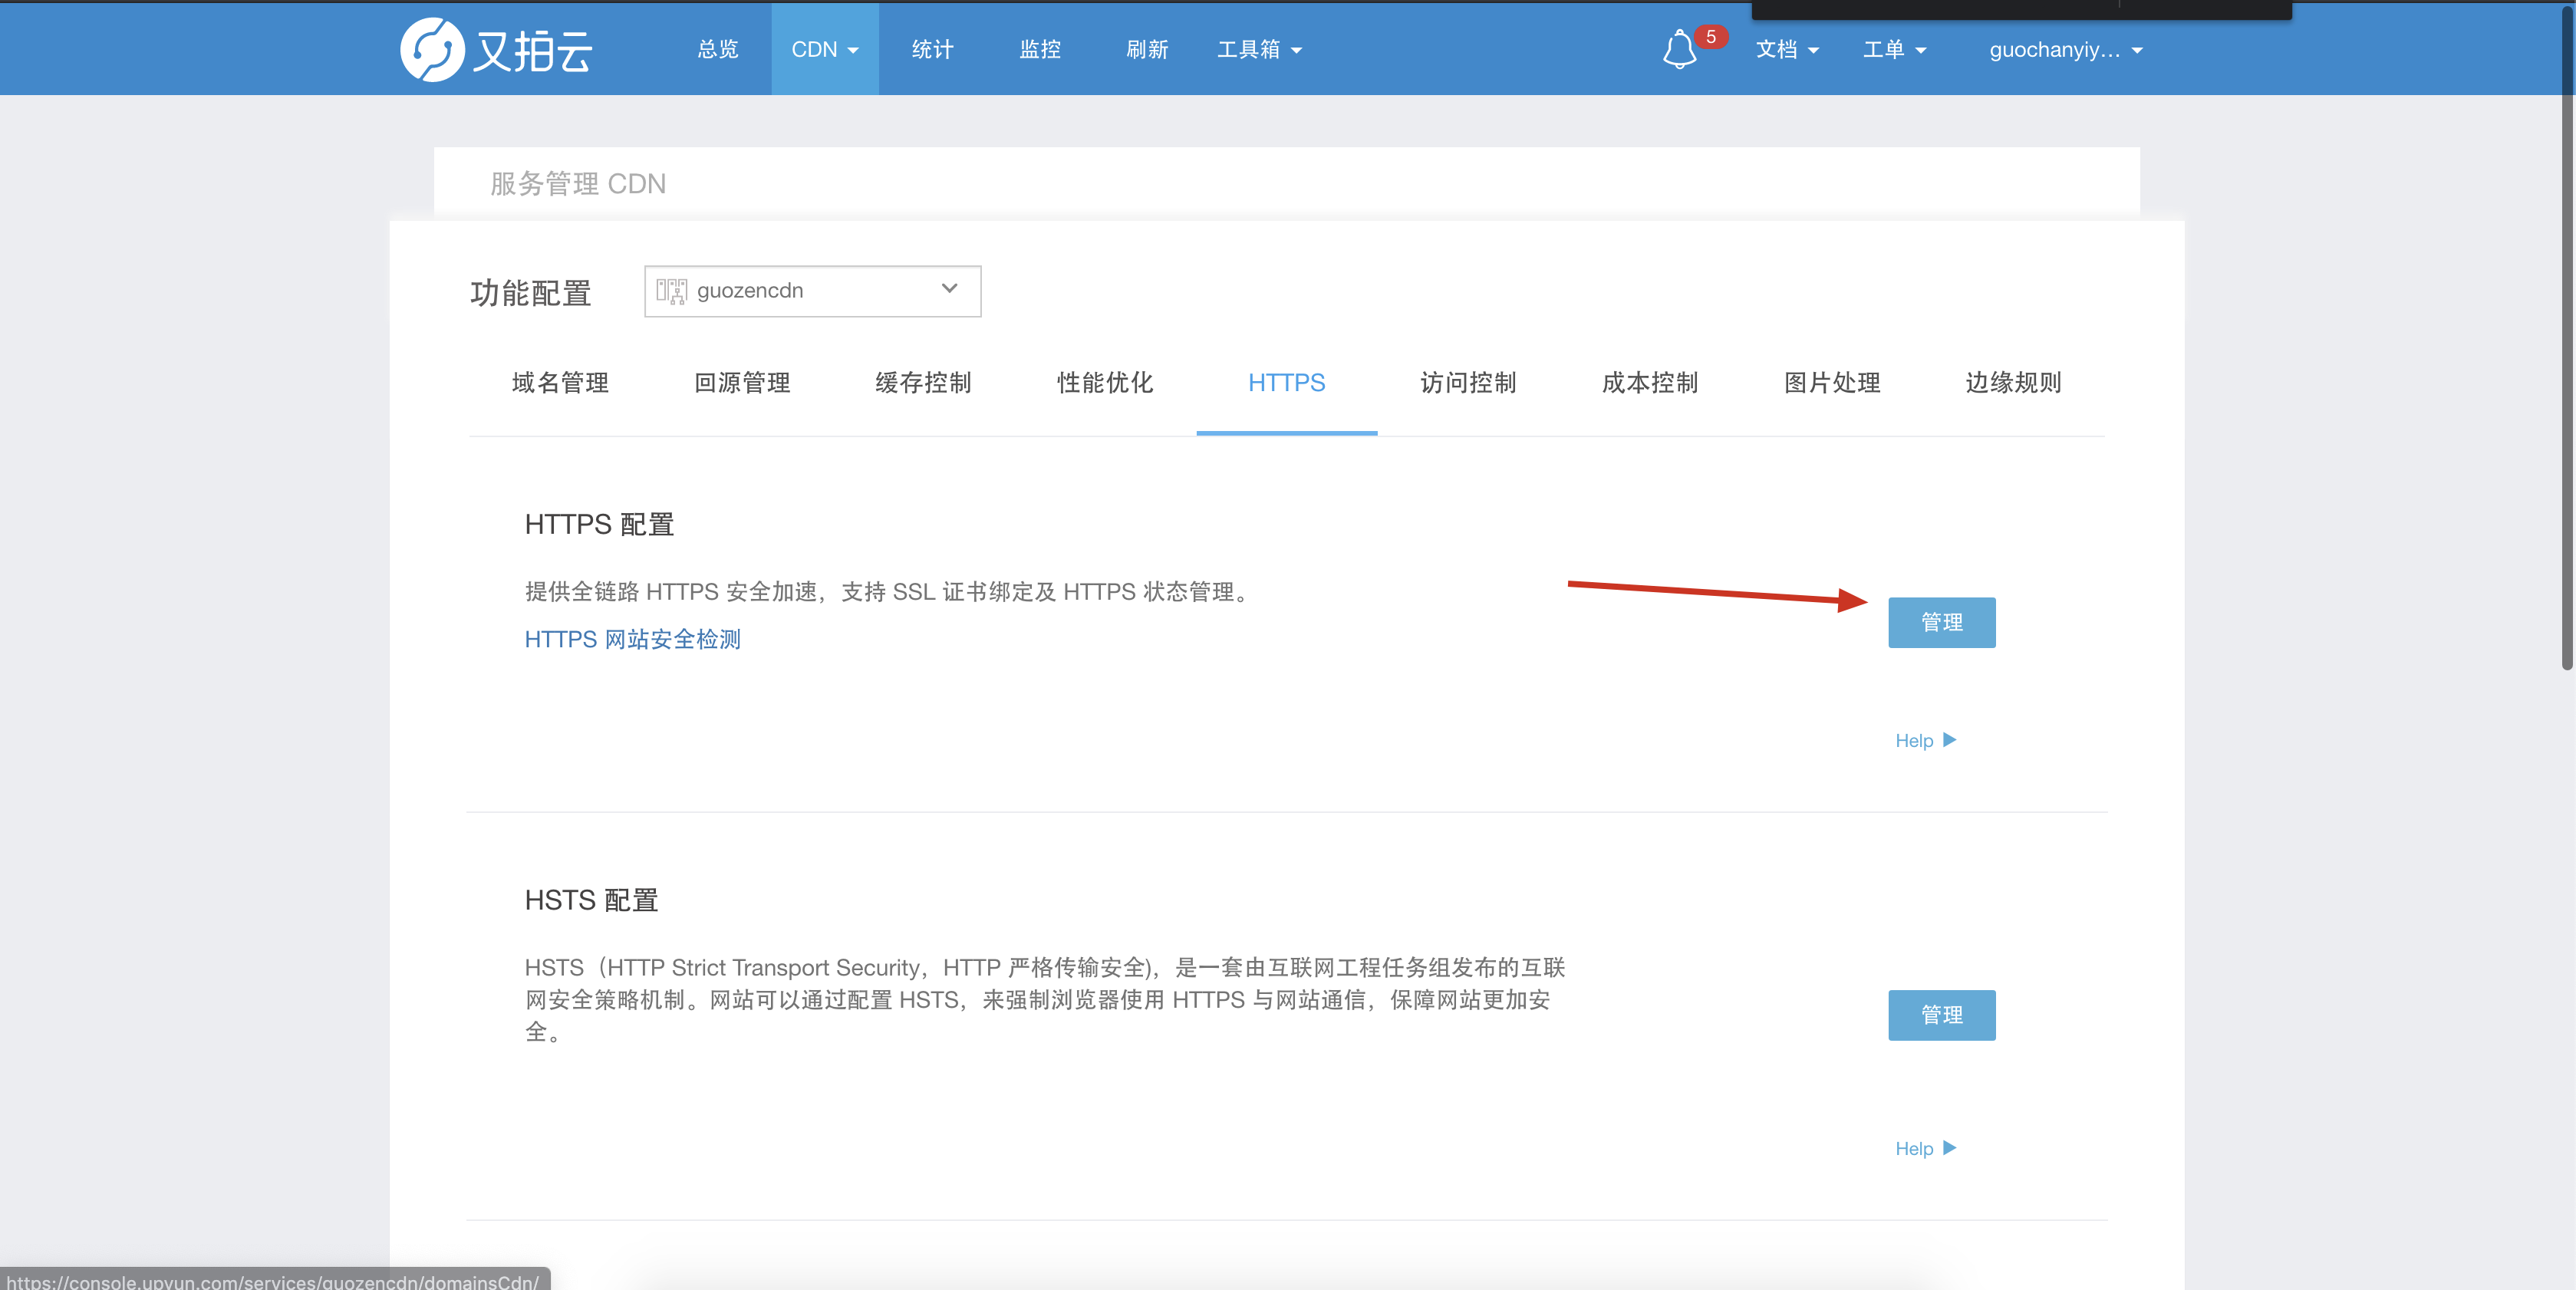 又拍云
总览 CDN 统计 监控 刷新 工具箱 5 文档 工单 guochanyiy...
服务管理 CDN
功能配置 guozencdn
域名管理 回源管理 缓存控制 性能优化 HTTPS 访问控制 成本控制 图片处理 边缘规则
HTTPS 配置
提供全链路 HTTPS 安全加速，支持 SSL 证书绑定及 HTTPS 状态管理。
管理
HTTPS 网站安全检测
Help
HSTS 配置
HSTS（HTTP Strict Transport Security，HTTP 严格传输安全)，是一套由互联网工程任务组发布的互联
网安全策略机制。网站可以通过配置 HSTS，来强制浏览器使用 HTTPS 与网站通信，保障网站更加安
全。
管理
Help
https://console.upyun.com/services/guozencdn/domainsCdn/